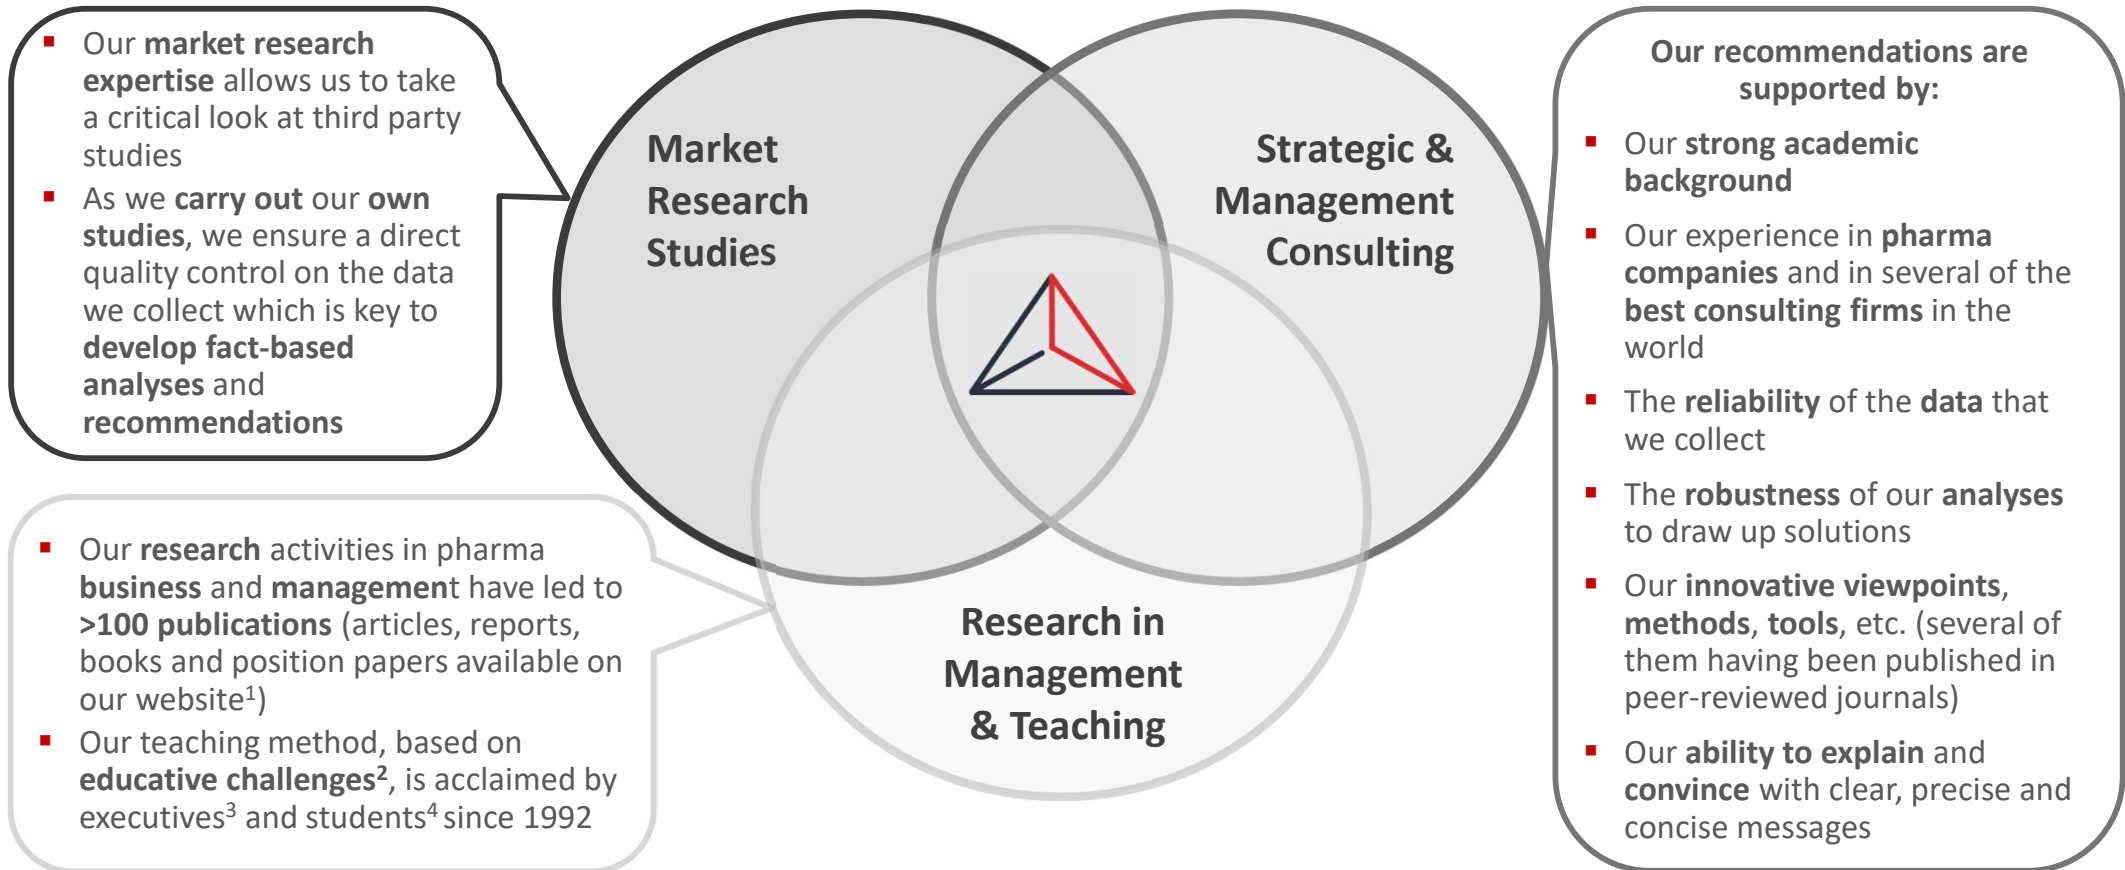 Our market research
expertise allows us to take
a critical look at third party
studies
As we carry out our own
studies, we ensure a direct
quality control on the data
we collect which is key to
develop fact-based
analyses and
recommendations
Market
Research
Studies
Strategic &
Management
Consulting
Research in
Management
& Teaching
Our research activities in pharma
business and management have led to
>100 publications (articles, reports,
books and position papers available on
our website¹)
Our teaching method, based on
educative challenges², is acclaimed by
executives³ and students⁴ since 1992
Our recommendations are
supported by:
Our strong academic
background
Our experience in pharma
companies and in several of the
best consulting firms in the
world
The reliability of the data that
we collect
The robustness of our analyses
to draw up solutions
Our innovative viewpoints,
methods, tools, etc. (several of
them having been published in
peer-reviewed journals)
Our ability to explain and
convince with clear, precise and
concise messages